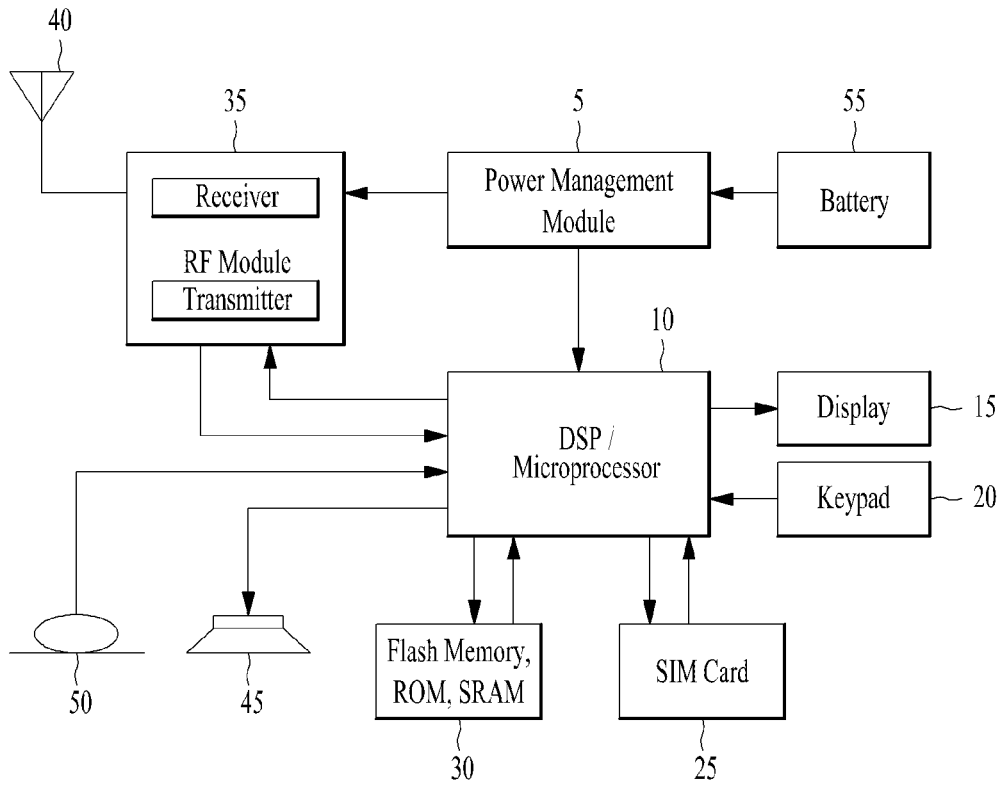 40
35
5
55
Receiver
RF Module
Transmitter
Power Management
Module
Battery
10
DSP /
Microprocessor
Display
15
Keypad
20
50
45
Flash Memory,
ROM, SRAM
30
SIM Card
25